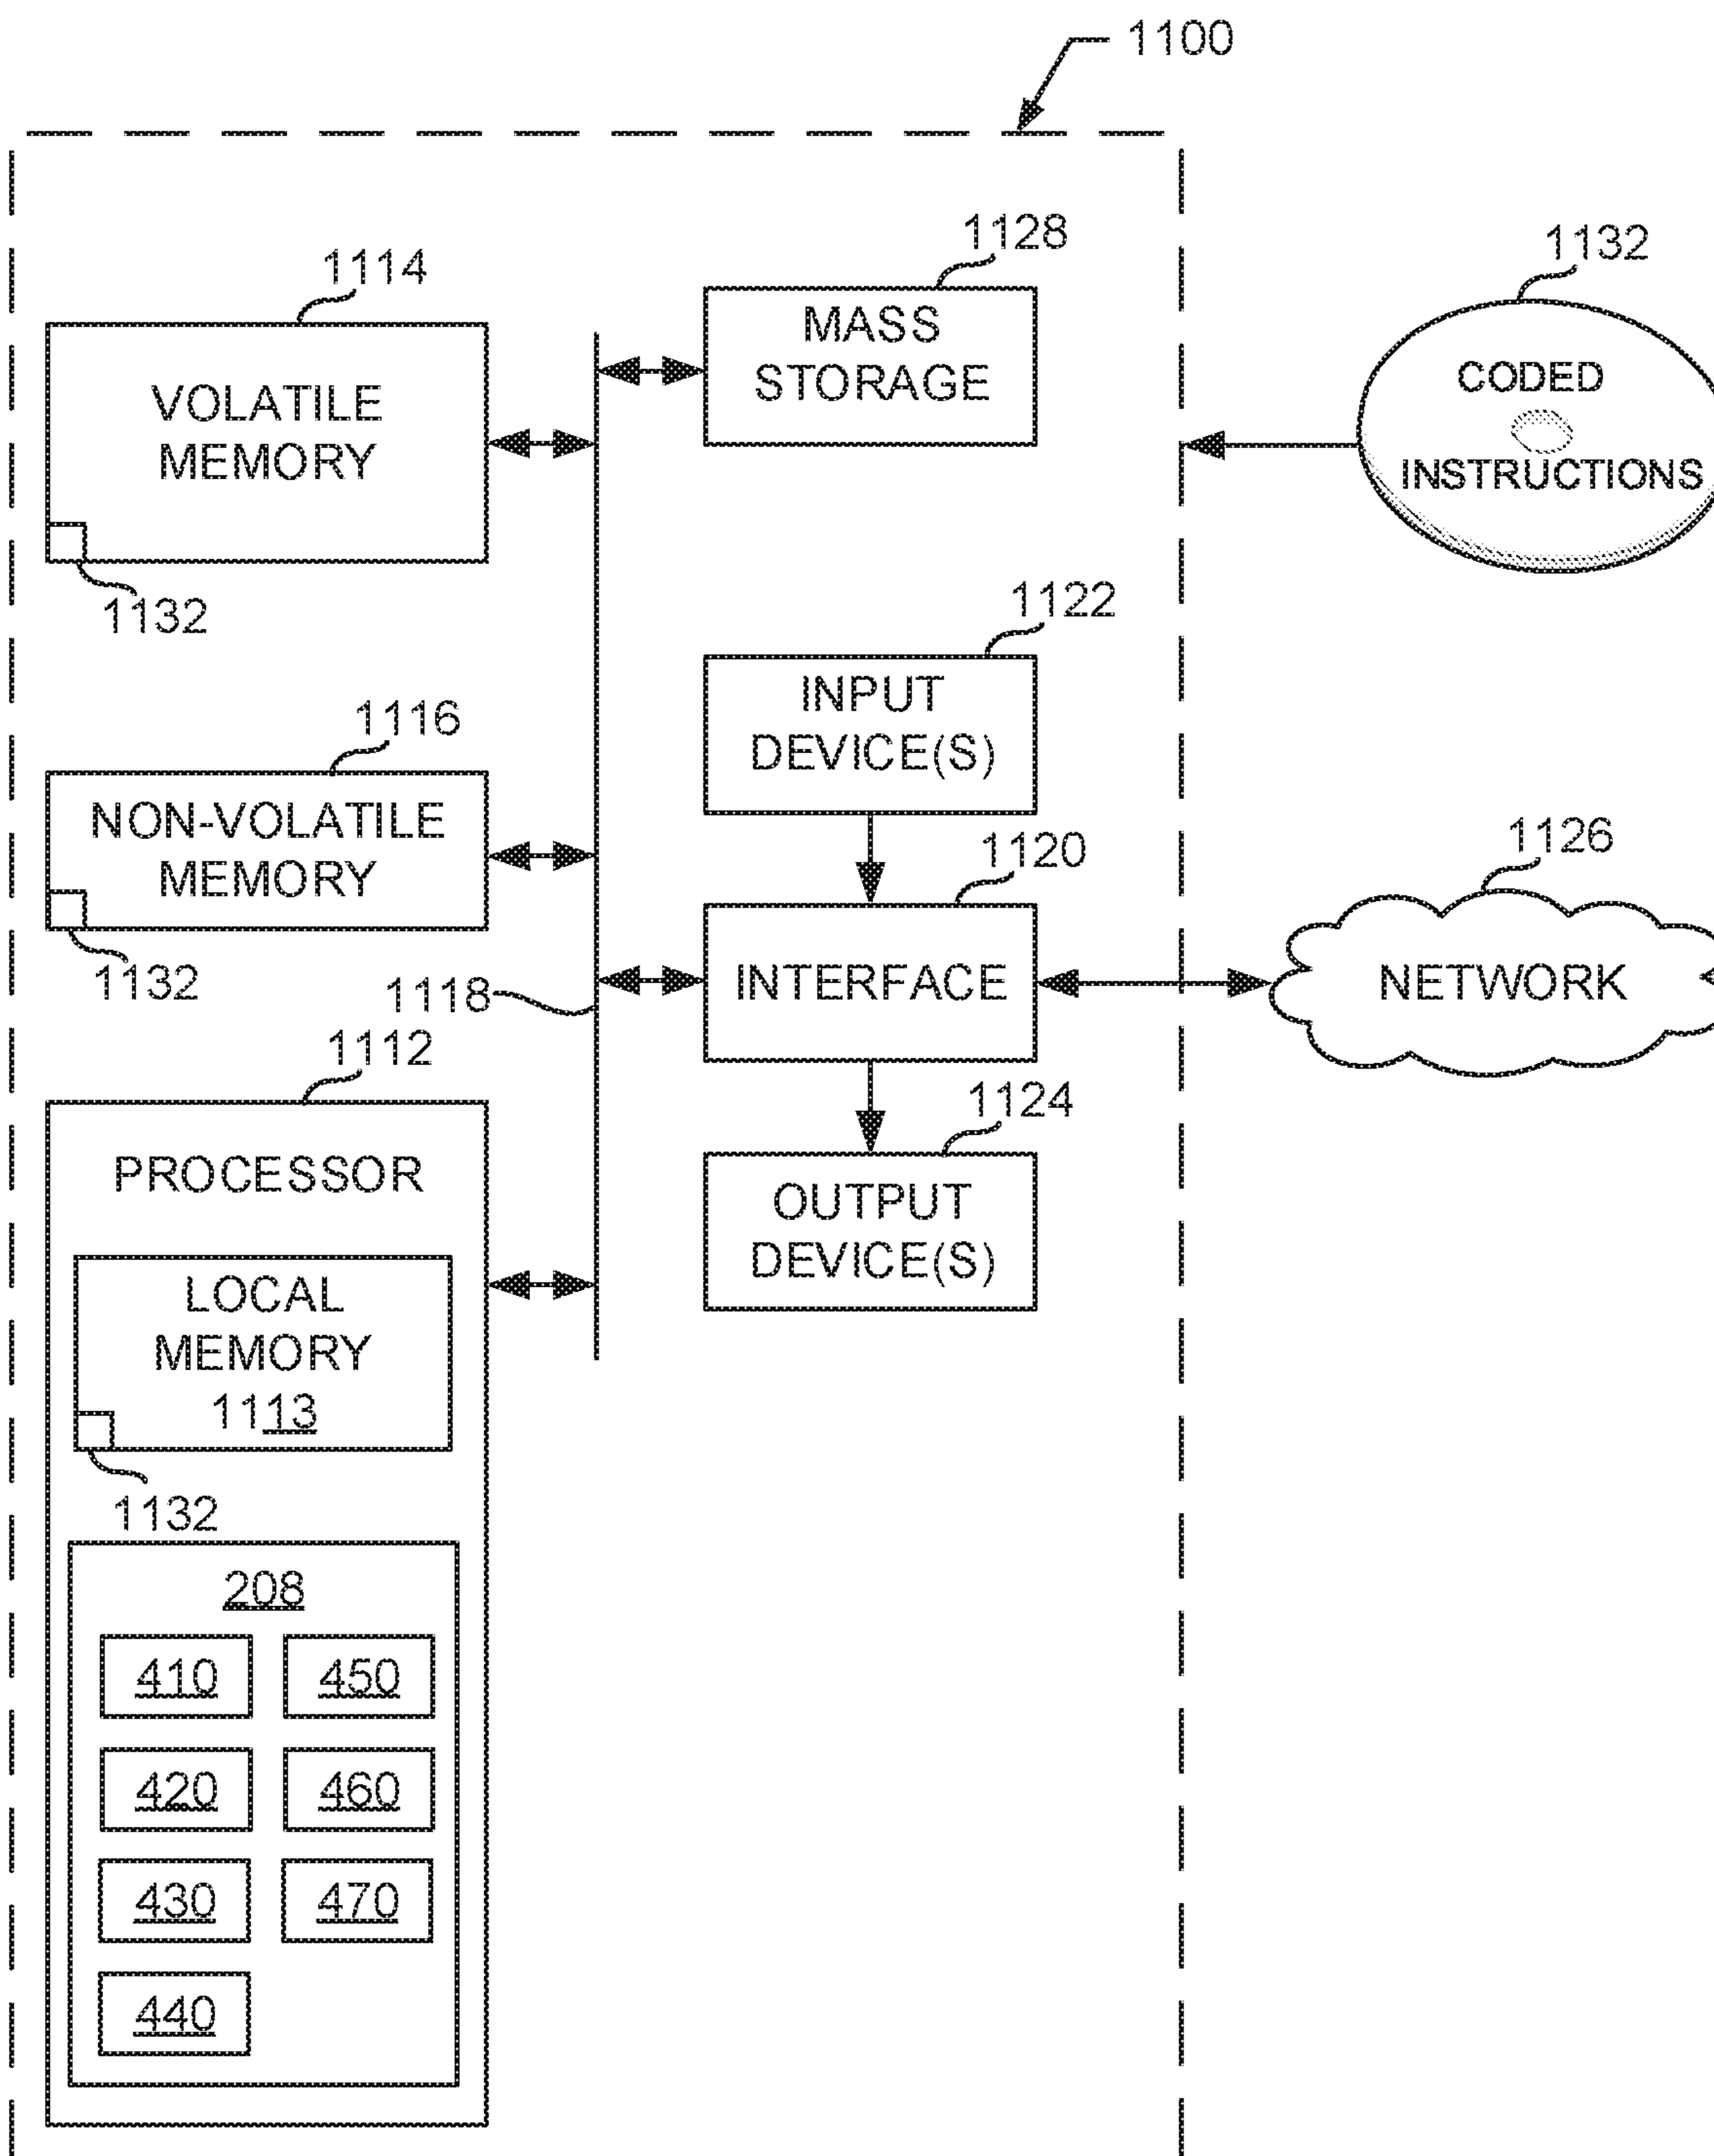 1100
1128
1132
1114
MASS
STORAGE
CODED
INSTRUCTIONS
VOLATILE
MEMORY
1132
1122
INPUT
DEVICE(S)
1116
NON-VOLATILE
MEMORY
1132
1120
1126
INTERFACE
NETWORK
1118
1112
1124
PROCESSOR
OUTPUT
DEVICE(S)
LOCAL
MEMORY
1113
1132
208
410
450
420
460
430
470
440